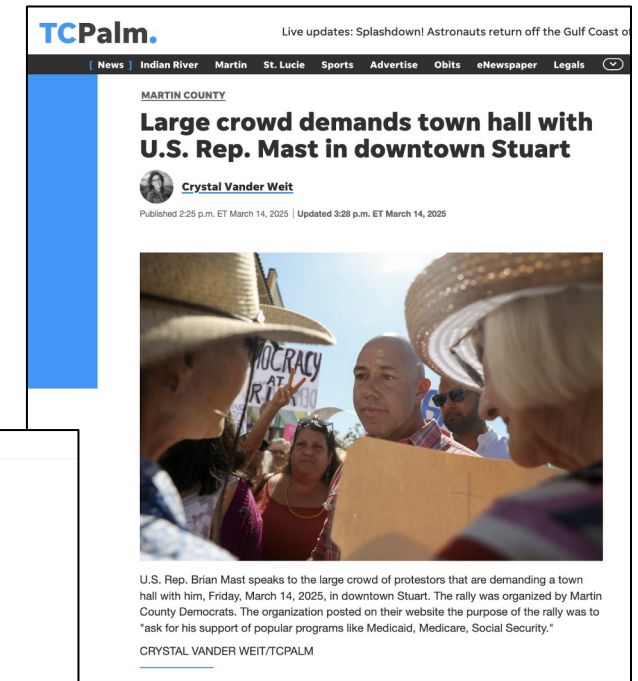 TCPalm.
Live updates: Splashdown! Astronauts return off the Gulf Coast of
[ News ] Indian River Martin St. Lucie Sports Advertise Obits eNewspaper Legals
MARTIN COUNTY
Large crowd demands town hall with
U.S. Rep. Mast in downtown Stuart
Crystal Vander Weit
Published 2:25 p.m. ET March 14, 2025 | Updated 3:28 p.m. ET March 14, 2025
AT
U.S. Rep. Brian Mast speaks to the large crowd of protestors that are demanding a town
hall with him, Friday, March 14, 2025, in downtown Stuart. The rally was organized by Martin
County Democrats. The organization posted on their website the purpose of the rally was to
"ask for his support of popular programs like Medicaid, Medicare, Social Security."
CRYSTAL VANDER WEIT/TCPALM